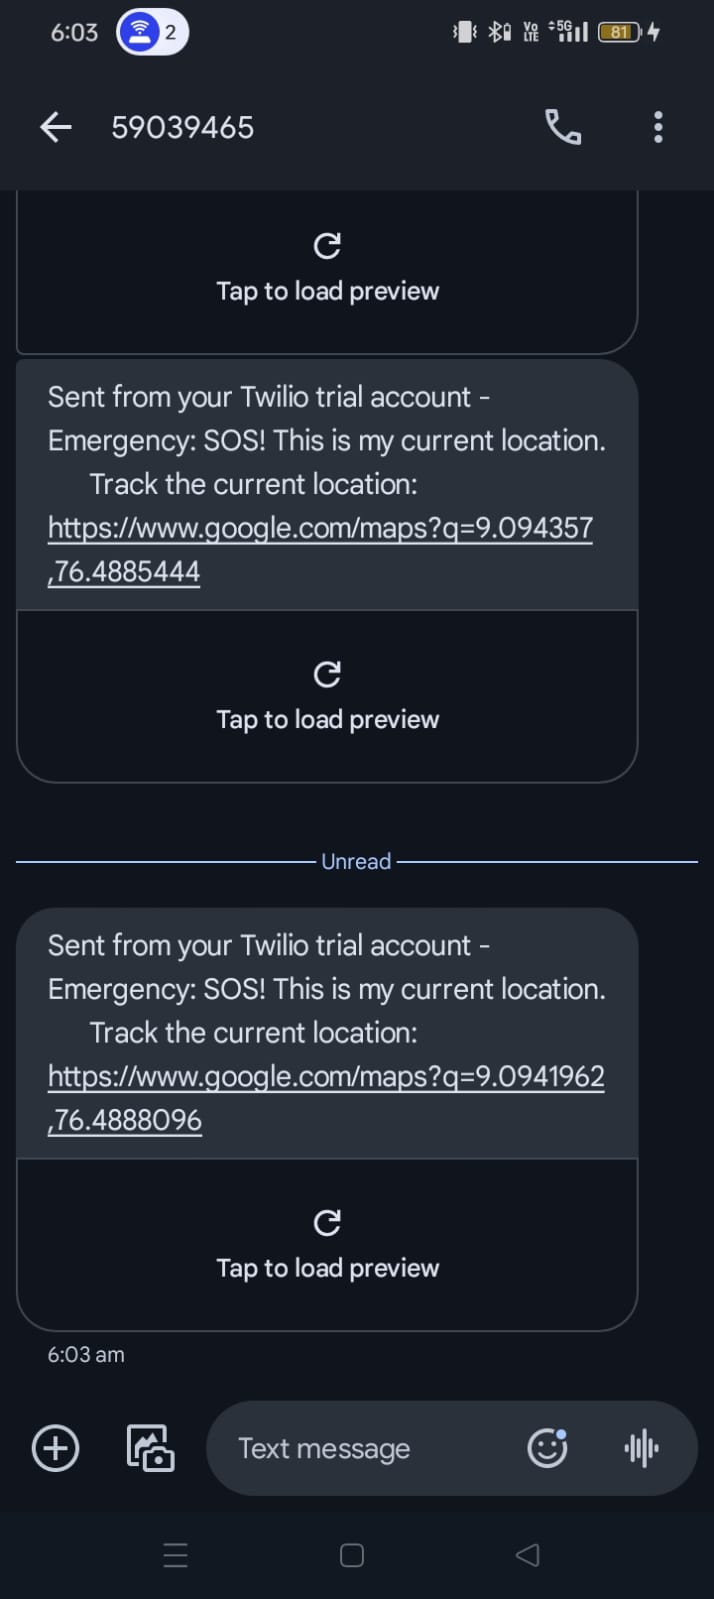 6:03 2 Vo LTE 5G 81
59039465
Tap to load preview
Sent from your Twilio trial account -
Emergency: SOS! This is my current location.
Track the current location:
https://www.google.com/maps?q=9.094357
,76.4885444
Tap to load preview
Unread
Sent from your Twilio trial account -
Emergency: SOS! This is my current location.
Track the current location:
https://www.google.com/maps?q=9.0941962
,76.4888096
Tap to load preview
6:03 am
Text message